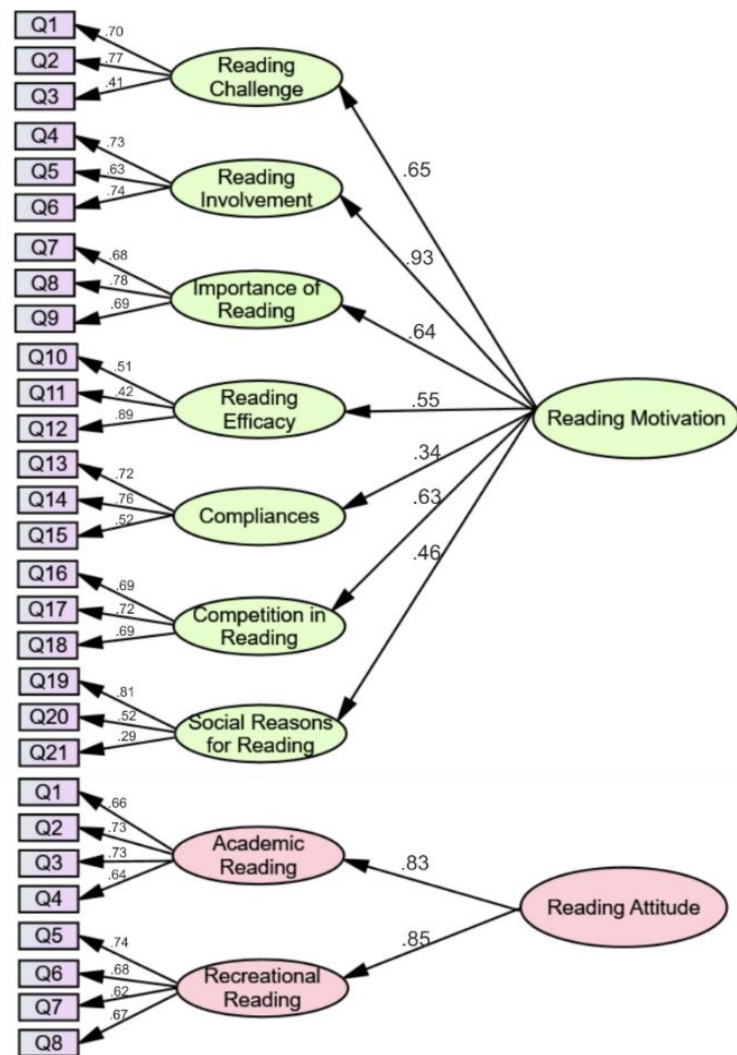 Q1
.70
Q2
.77
Q3
.41
Reading
Challenge
.65
Q4
.73
Q5
.63
Q6
.74
Reading
Involvement
.93
Q7
.68
Q8
.78
Q9
.69
Importance of
Reading
.64
Q10
.51
Q11
.42
Q12
.89
Reading
Efficacy
.55
Reading Motivation
Q13
.72
Q14
.76
Q15
.52
Compliances
.34
Q16
.69
Q17
.72
Q18
.69
Competition in
Reading
.63
Q19
.81
Q20
.52
Q21
.29
Social Reasons
for Reading
.46
Q1
.66
Q2
.73
Q3
.73
Q4
.64
Academic
Reading
.83
Reading Attitude
Q5
.74
Q6
.68
Q7
.62
Q8
.67
Recreational
Reading
.85